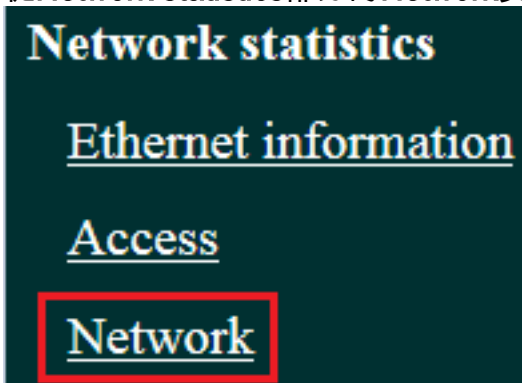 Network statistics
Ethernet information
Access
Network